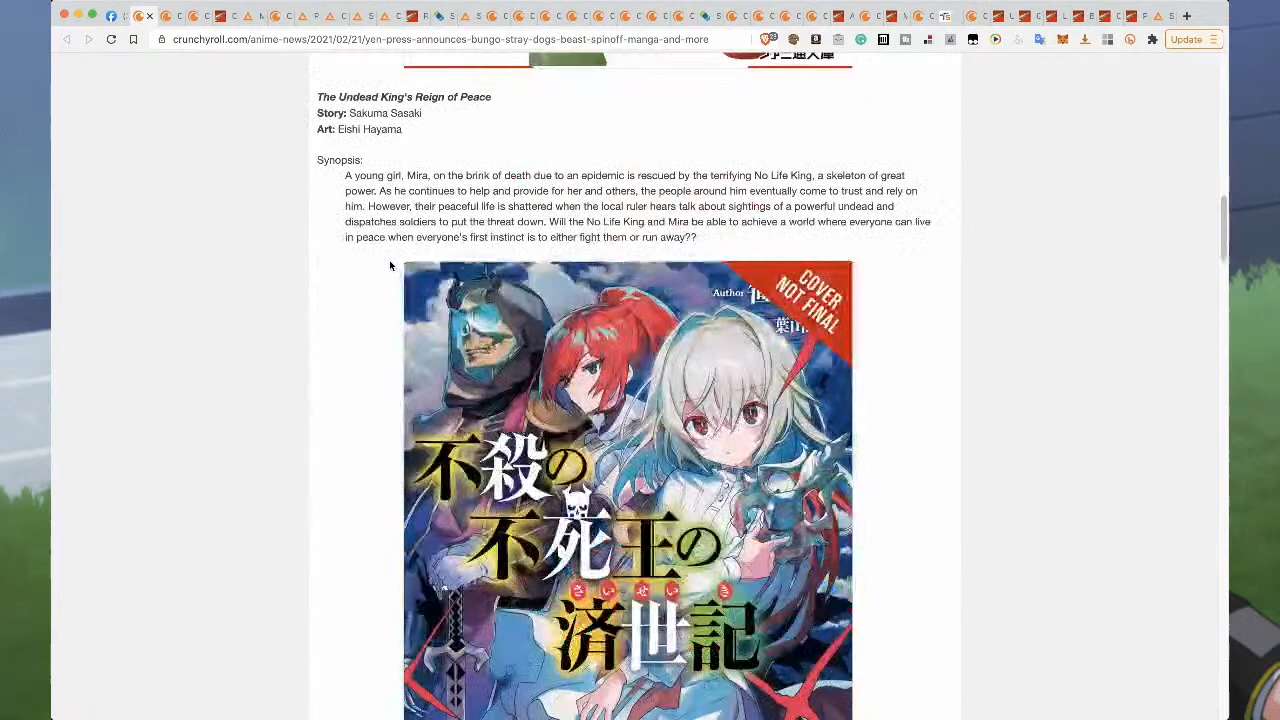 crunchyroll.com/anime-news/2021/02/21/yen-press-announces-bungo-stray-dogs-beast-spinoff-manga-and-more
Update
The Undead King's Reign of Peace
Story: Sakuma Sasaki
Art: Eishi Hayama
Synopsis:
A young girl, Mira, on the brink of death due to an epidemic is rescued by the terrifying No Life King, a skeleton of great
power. As he continues to help and provide for her and others, the people around him eventually come to trust and rely on
him. However, their peaceful life is shattered when the local ruler hears talk about sightings of a powerful undead and
dispatches soldiers to put the threat down. Will the No Life King and Mira be able to achieve a world where everyone can live
in peace when everyone's first instinct is to either fight them or run away??
COVER
NOT FINAL
Author
葉山
不殺の
不死王の
さいせいき
済世記